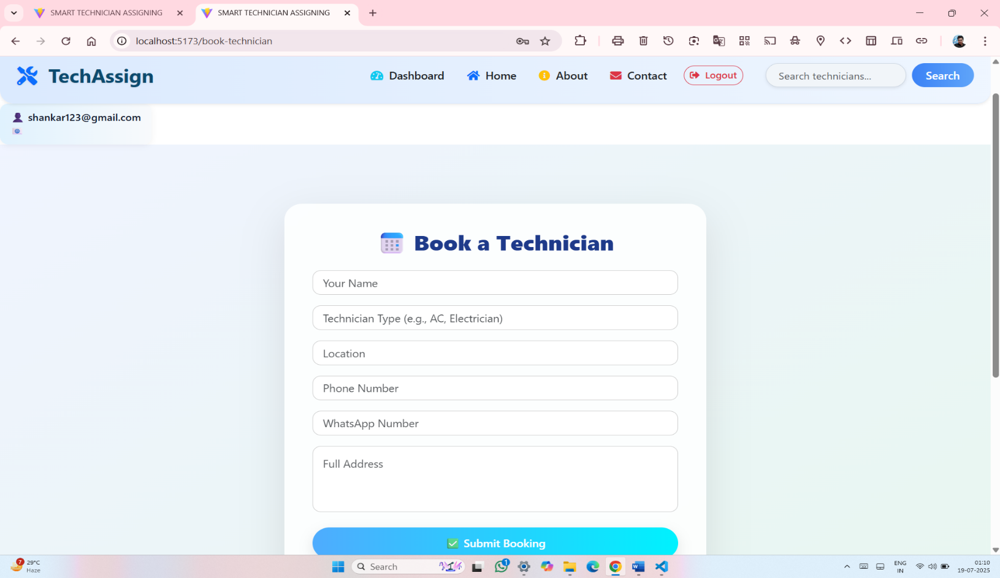 SMART TECHNICIAN ASSIGNING
SMART TECHNICIAN ASSIGNING
localhost:5173/book-technician
TechAssign
Dashboard
Home
About
Contact
Logout
Search technicians...
Search
shankar123@gmail.com
Book a Technician
Your Name
Technician Type (e.g., AC, Electrician)
Location
Phone Number
WhatsApp Number
Full Address
Submit Booking
7
29°C
Haze
Search
1
ENG
IN
01:10
19-07-2025